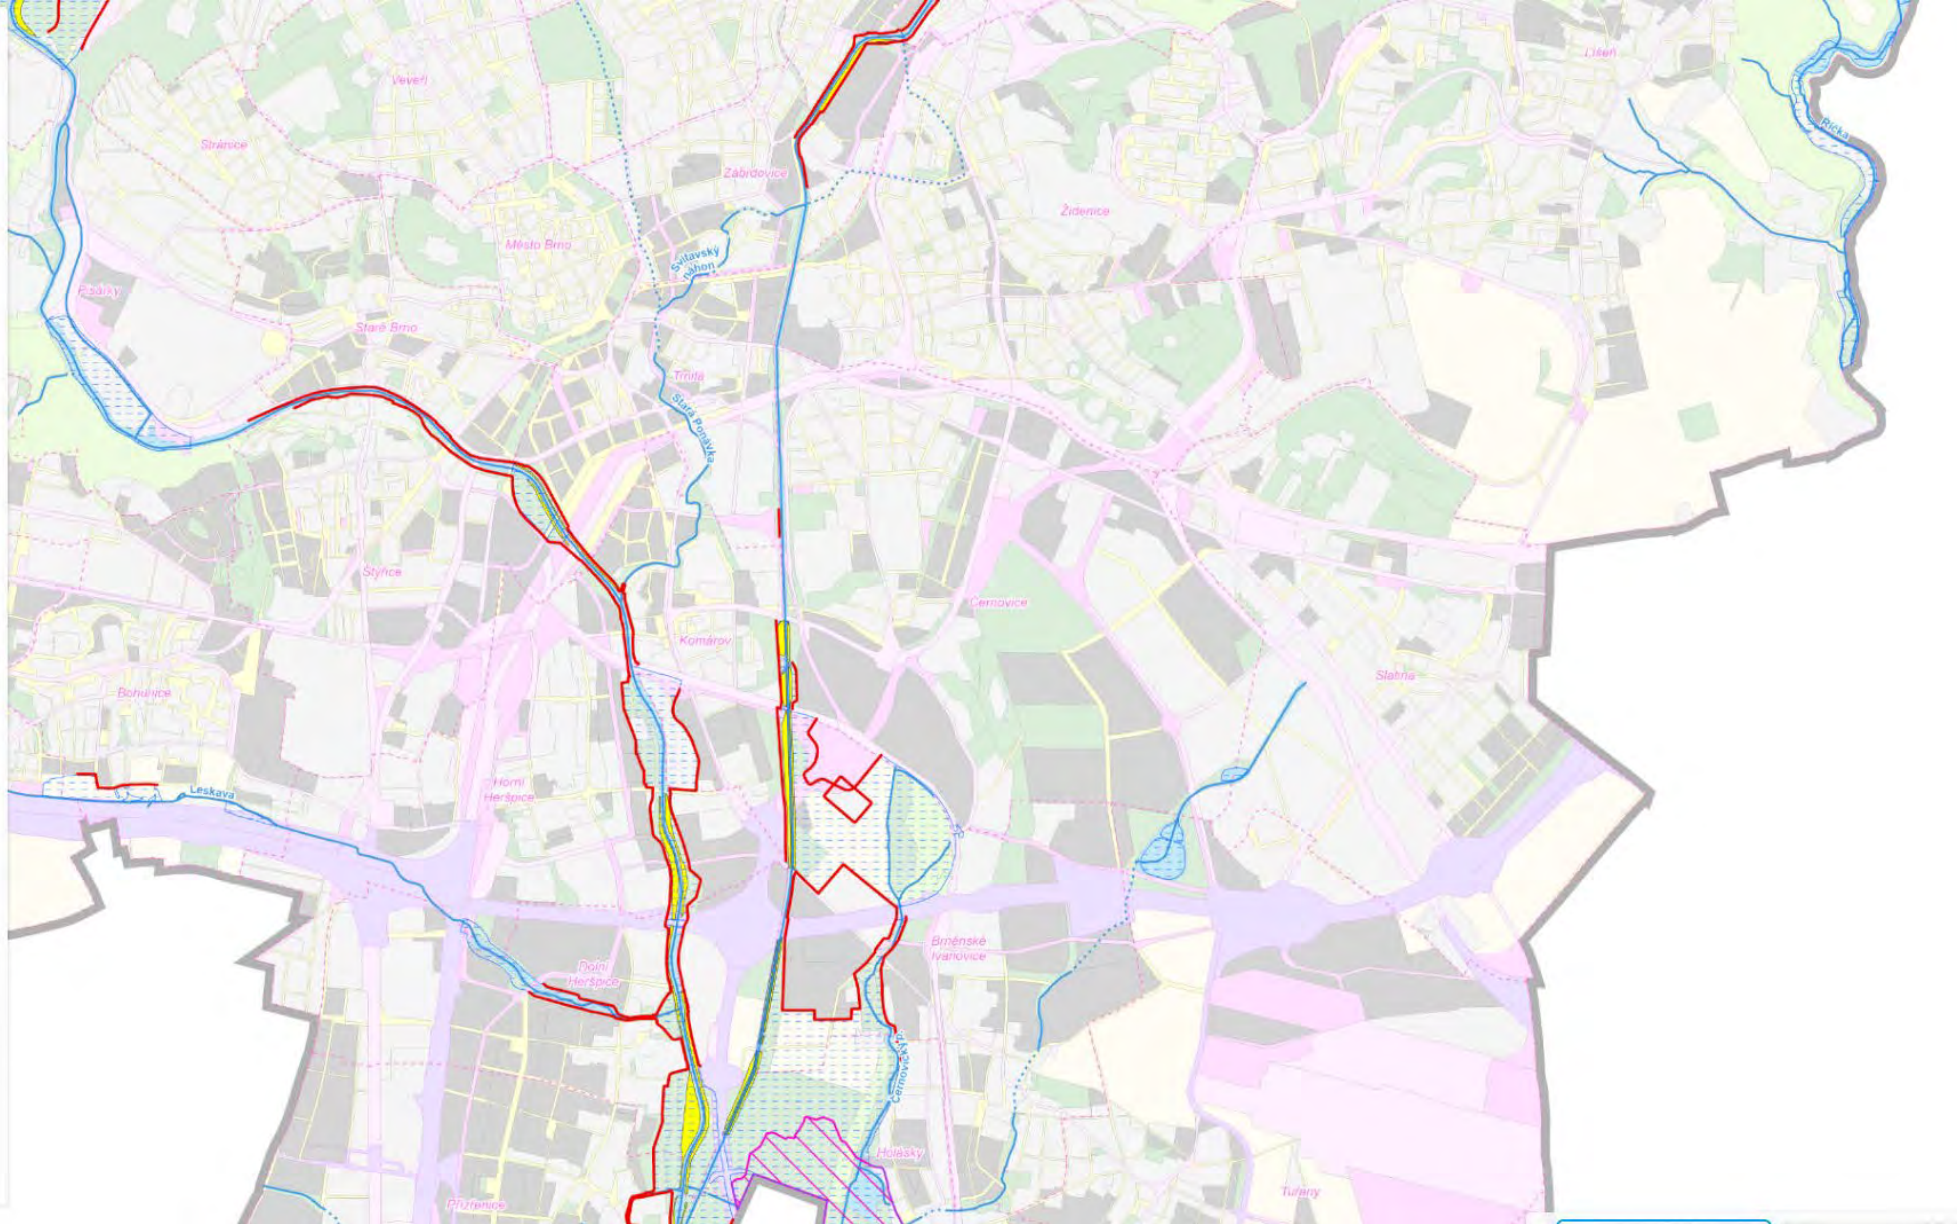 Líšeň
Veveří
Říčka
Stránice
Zábrdovice
Židenice
Město Brno
Svitavský
náhon
Pisárky
Staré Brno
Trnitá
Stará Ponávka
Štýřice
Černovice
Komárov
Slatina
Bohunice
Horní
Heršpice
Leskava
Brněnské
Ivanovice
Dolní
Heršpice
Černovický p.
Holásky
Tuřany
Přízřenice